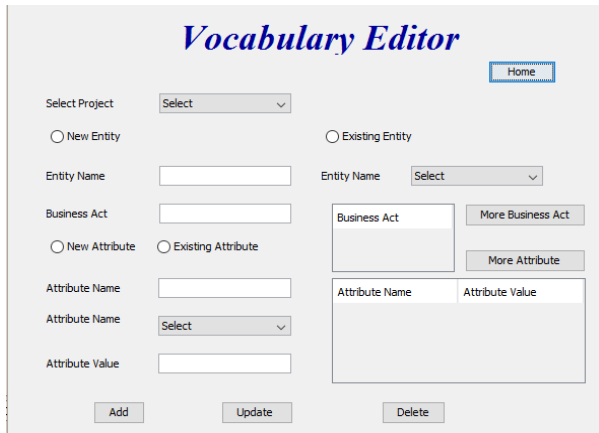 Vocabulary Editor
Home
Select Project Select
New Entity Existing Entity
Entity Name Entity Name Select
Business Act Business Act More Business Act
New Attribute Existing Attribute
More Attribute
Attribute Name Attribute Name Attribute Value
Attribute Name Select
Attribute Value
Add Update Delete